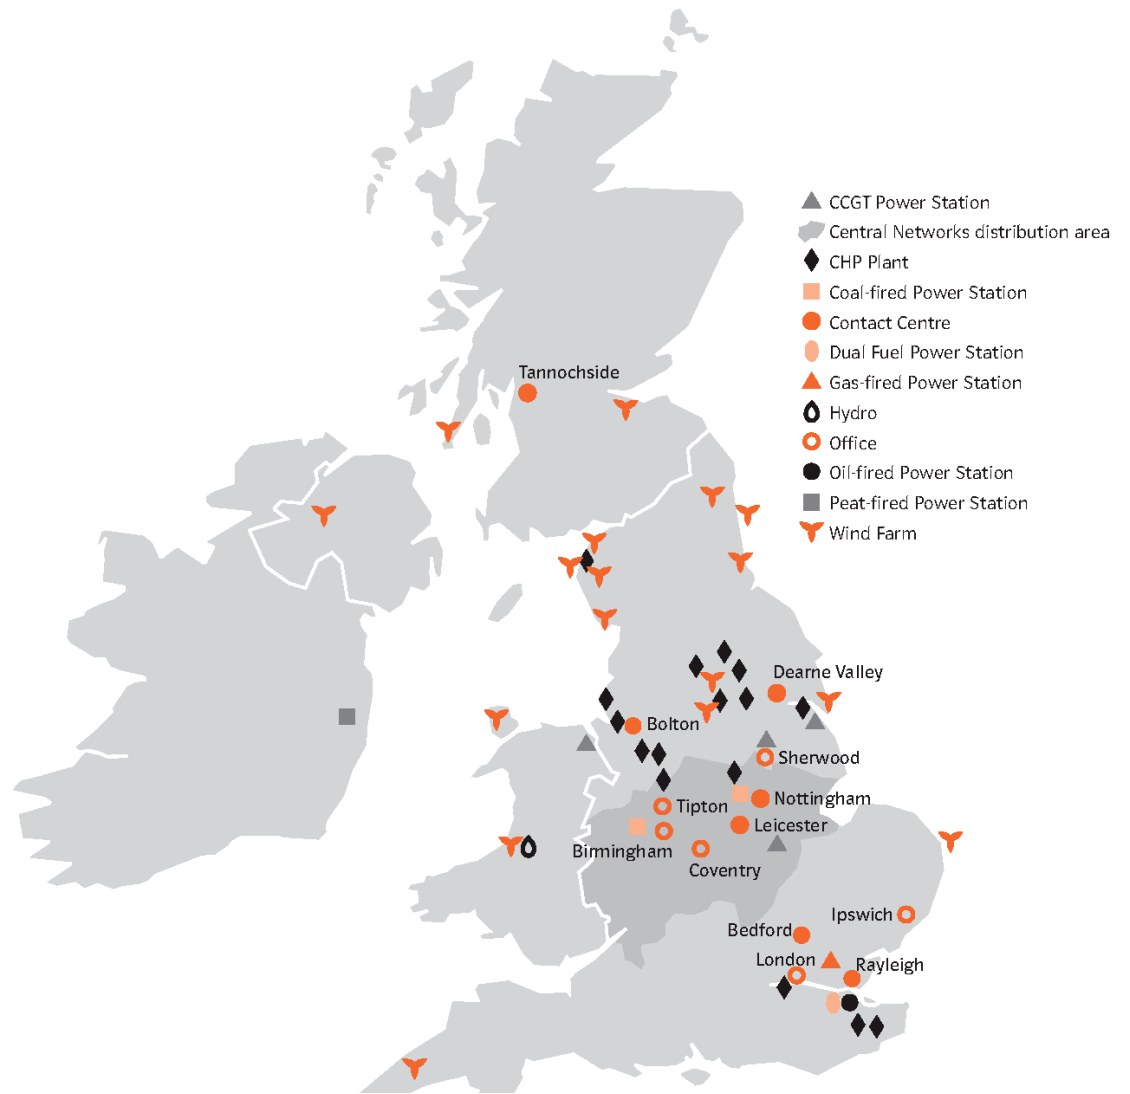 CCGT Power Station
Central Networks distribution area
CHP Plant
Coal-fired Power Station
Contact Centre
Dual Fuel Power Station
Gas-fired Power Station
Hydro
Office
Oil-fired Power Station
Peat-fired Power Station
Wind Farm
Tannochside
Dearne Valley
Bolton
Sherwood
Nottingham
Tipton
Leicester
Birmingham
Coventry
Ipswich
Bedford
London
Rayleigh